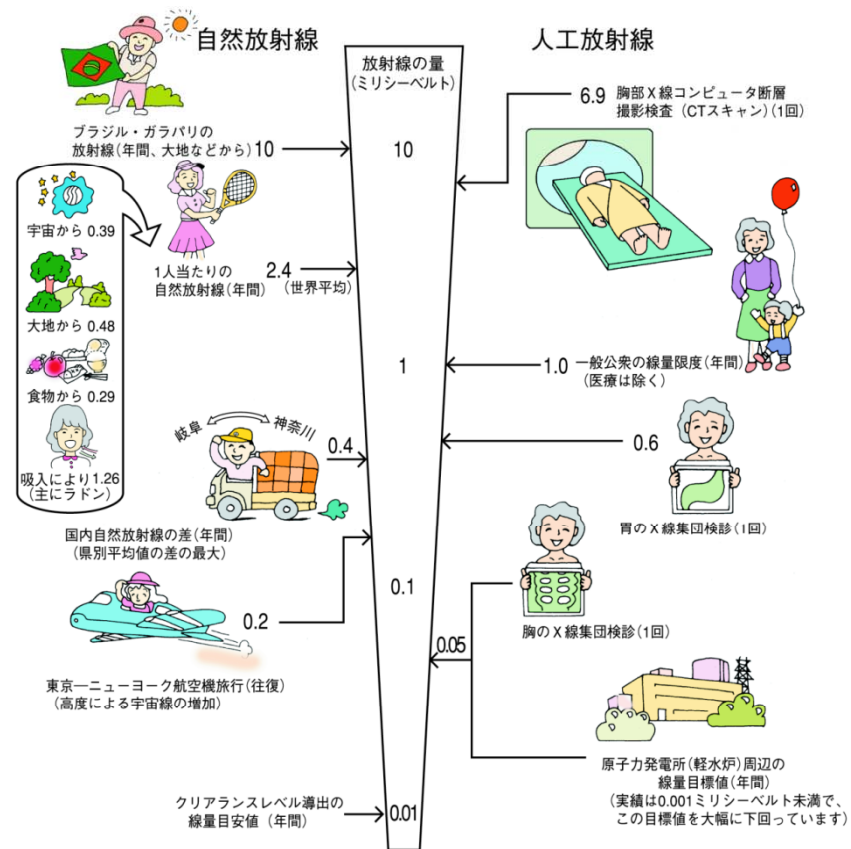 自然放射線
人工放射線
放射線の量
(ミリシーベルト)
10
1
0.1
0.01
ブラジル・ガラパリの
放射線(年間、大地などから)
10
宇宙から 0.39
大地から 0.48
食物から 0.29
吸入により1.26
(主にラドン)
1人当たりの
自然放射線(年間)
2.4
(世界平均)
岐阜
神奈川
0.4
国内自然放射線の差(年間)
(県別平均値の差の最大)
0.2
東京―ニューヨーク航空機旅行(往復)
(高度による宇宙線の増加)
クリアランスレベル導出の
線量目安値(年間)
6.9
胸部X線コンピュータ断層
撮影検査(CTスキャン)(1回)
1.0
一般公衆の線量限度(年間)
(医療は除く)
0.6
胃のX線集団検診(1回)
胸のX線集団検診(1回)
0.05
原子力発電所(軽水炉)周辺の
線量目標値(年間)
(実績は0.001ミリシーベルト未満で、
この目標値を大幅に下回っています)